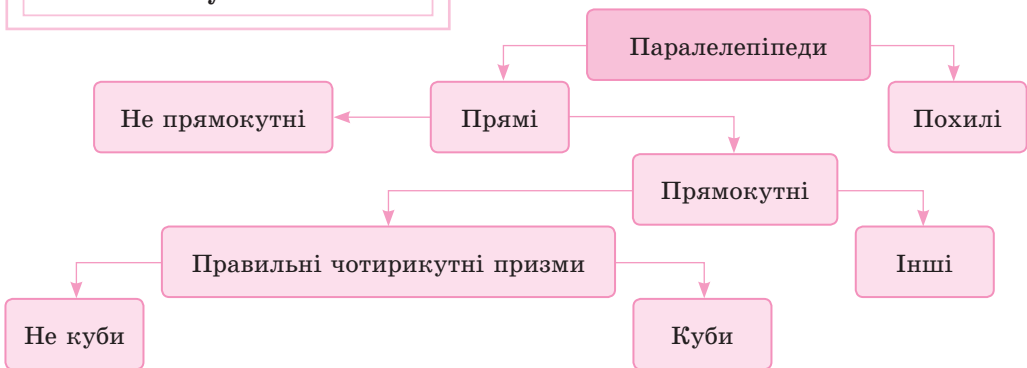 Паралелепіпеди
Не прямокутні
Прямі
Похилі
Прямокутні
Правильні чотирикутні призми
Інші
Не куби
Куби